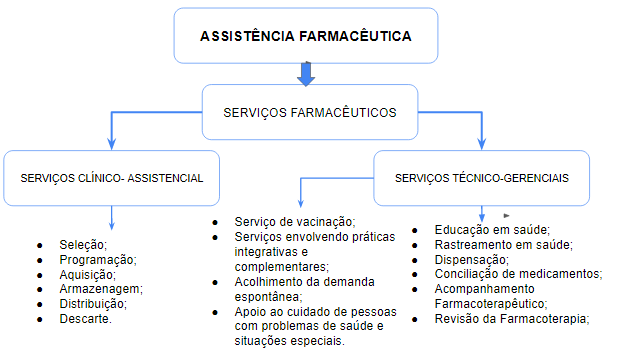 ASSISTÊNCIA FARMACÊUTICA
SERVIÇOS FARMACÊUTICOS
SERVIÇOS CLÍNICO- ASSISTENCIAL
SERVIÇOS TÉCNICO-GERENCIAIS
● Seleção;
● Programação;
● Aquisição;
● Armazenagem;
● Distribuição;
● Descarte.
● Serviço de vacinação;
● Serviços envolvendo práticas
integrativas e
complementares;
● Acolhimento da demanda
espontânea;
● Apoio ao cuidado de pessoas
com problemas de saúde e
situações especiais.
● Educação em saúde;
● Rastreamento em saúde;
● Dispensação;
● Conciliação de medicamentos;
● Acompanhamento
Farmacoterapêutico;
● Revisão da Farmacoterapia;